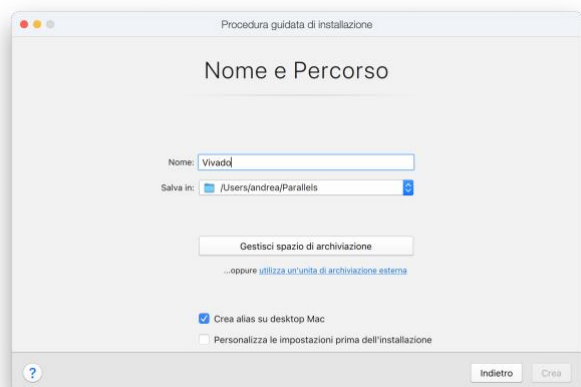 Procedura guidata di installazione
Nome e Percorso
Nome: Vivado
Salva in: /Users/andrea/Parallels
Gestisci spazio di archiviazione
...oppure utilizza un'unita di archiviazione esterna
Crea alias su desktop Mac
Personalizza le impostazioni prima dell'installazione
? Indietro Crea